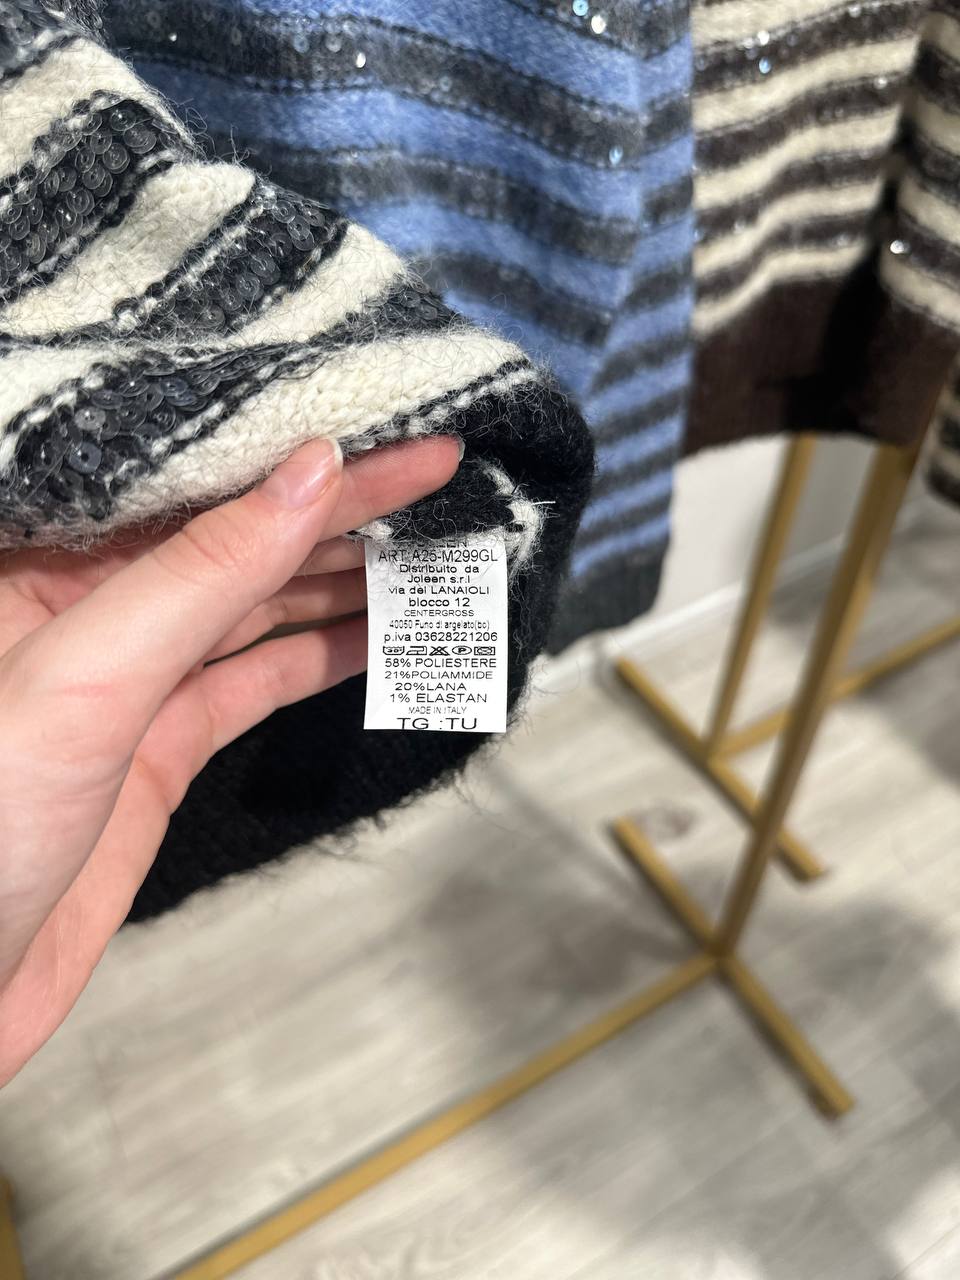 ART:A25-M299GL
Distribuito da
Joleen s.r.l
via dei LANAIOLI
blocco 12
CENTERGROSS
40050 Funo di argelato(bo)
p.iva 03628221206
58% POLIESTERE
21%POLIAMMIDE
20%LANA
1% ELASTAN
MADE IN ITALY
TG :TU